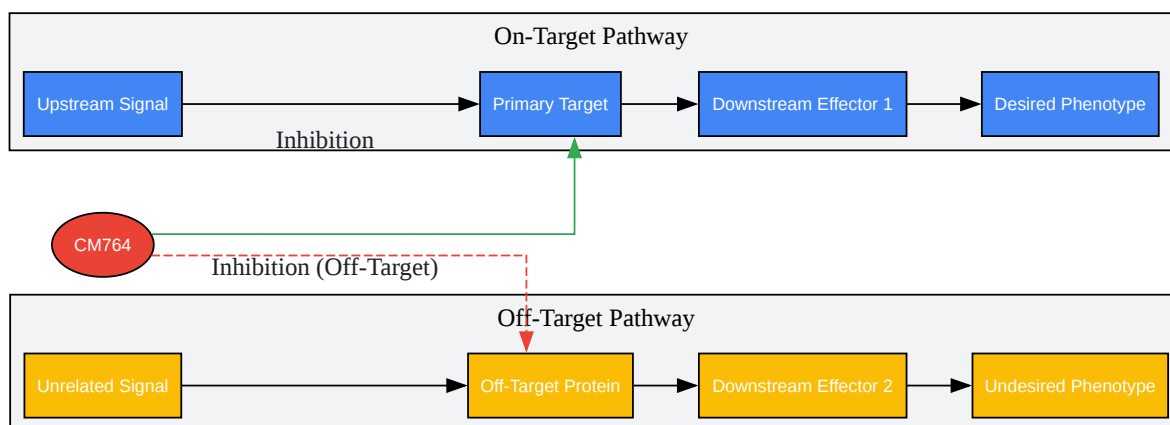 On-Target Pathway
Upstream Signal
Primary Target
Downstream Effector 1
Desired Phenotype
Inhibition
CM764
Inhibition (Off-Target)
Off-Target Pathway
Unrelated Signal
Off-Target Protein
Downstream Effector 2
Undesired Phenotype